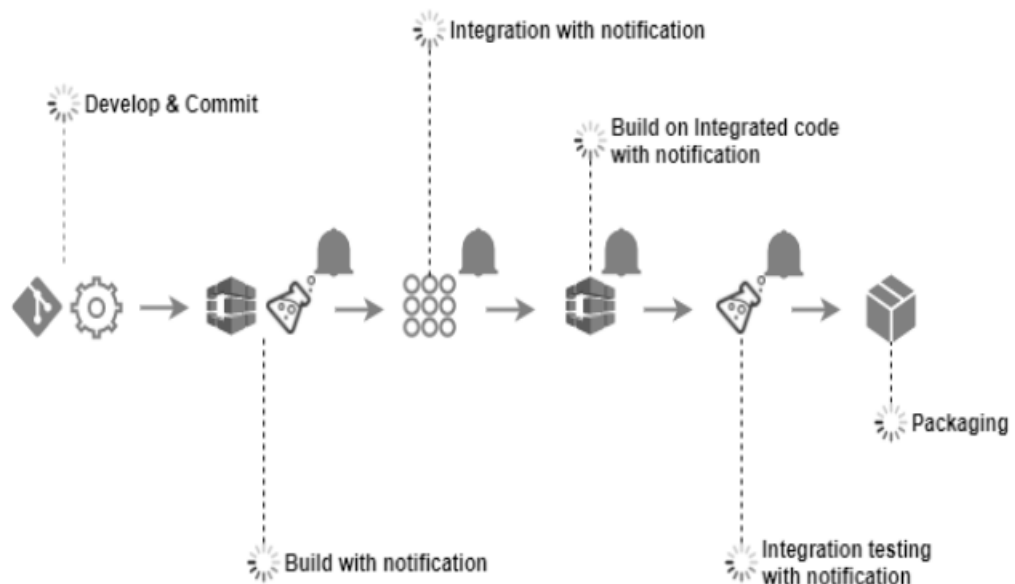 Integration with notification
Develop & Commit
Build on Integrated code
with notification
Packaging
Build with notification
Integration testing
with notification